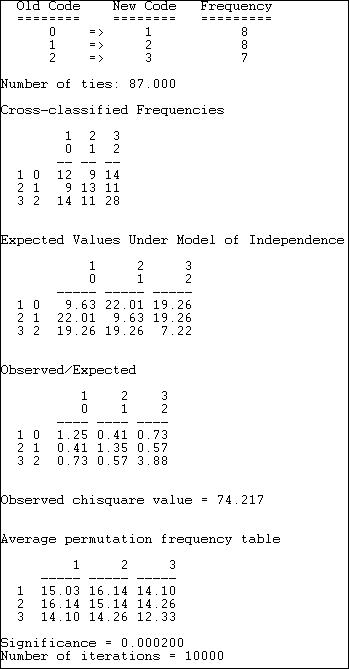 Old Code    New Code   Frequency
========    ========   =========
0    =>     1           8
1    =>     2           8
2    =>     3           7
Number of ties: 87.000
Cross-classified Frequencies
1  2  3
0  1  2
-- -- --
1 0  12  9 14
2 1   9 13 11
3 2  14 11 28
Expected Values Under Model of Independence
1     2     3
0     1     2
----- ----- -----
1 0   9.63 22.01 19.26
2 1  22.01  9.63 19.26
3 2  19.26 19.26  7.22
Observed/Expected
1    2    3
0    1    2
---- ---- ----
1 0  1.25 0.41 0.73
2 1  0.41 1.35 0.57
3 2  0.73 0.57 3.88
Observed chisquare value = 74.217
Average permutation frequency table
1     2     3
----- ----- -----
1  15.03 16.14 14.10
2  16.14 15.14 14.26
3  14.10 14.26 12.33
Significance = 0.000200
Number of iterations = 10000